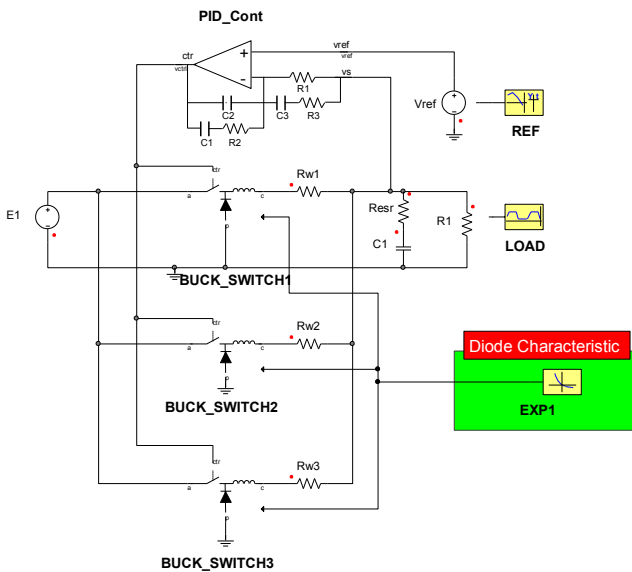 PID_Cont
ctr
vctrl
vref
vref
vs
R1
C2
C3
R3
C1
R2
Vref
REF
ctr
E1
a
c
p
Rw1
Resr
C1
R1
LOAD
BUCK_SWITCH1
ctr
a
c
p
Rw2
BUCK_SWITCH2
Diode Characteristic
EXP1
ctr
a
c
p
Rw3
BUCK_SWITCH3